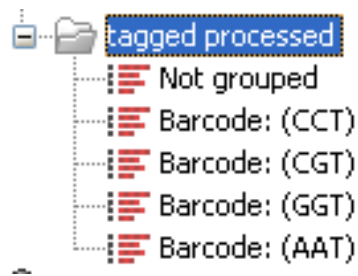 tagged processed
Not grouped
Barcode: (CCT)
Barcode: (CGT)
Barcode: (GGT)
Barcode: (AAT)